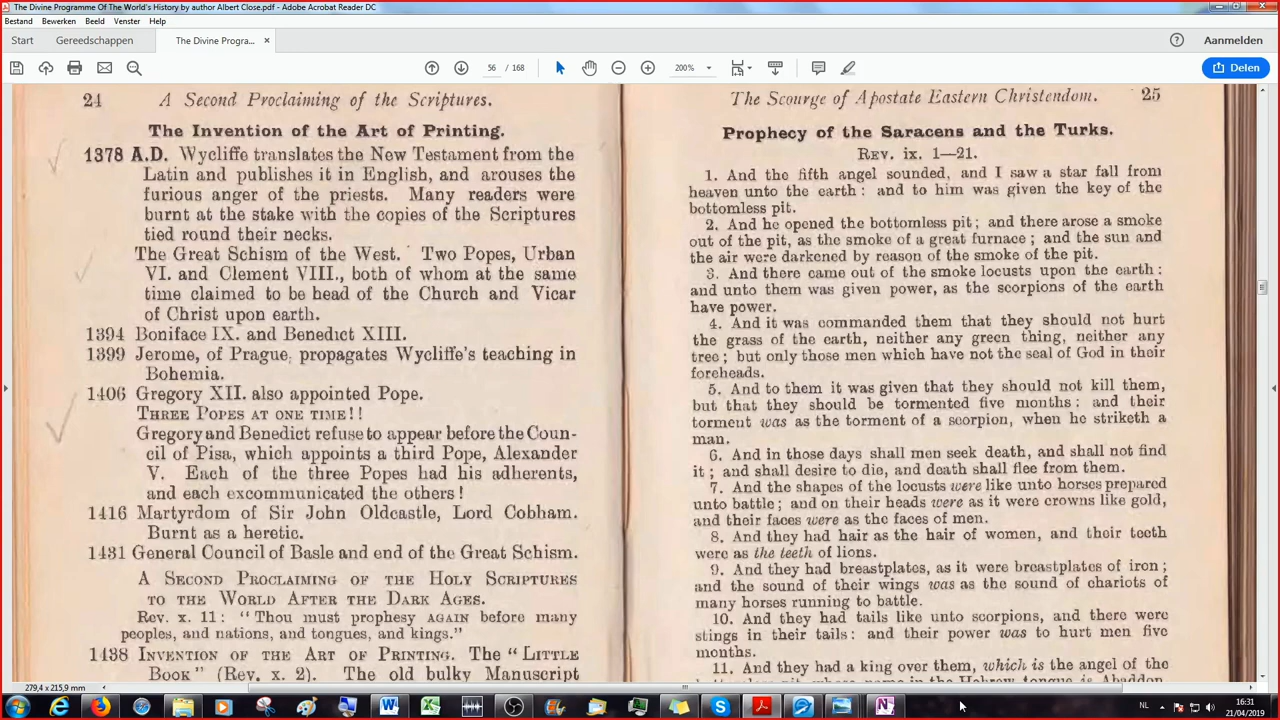 The Divine Programme Of The World's History by author Albert Close.pdf - Adobe Acrobat Reader DC
Bestand Bewerken Beeld Venster Help
Start Gereedschappen The Divine Progra... × Aanmelden
56 / 168 200% Delen
24 A Second Proclaiming of the Scriptures.
The Invention of the Art of Printing.
1378 A.D. Wycliffe translates the New Testament from the
Latin and publishes it in English, and arouses the
furious anger of the priests. Many readers were
burnt at the stake with the copies of the Scriptures
tied round their necks.
The Great Schism of the West. Two Popes, Urban
VI. and Clement VIII., both of whom at the same
time claimed to be head of the Church and Vicar
of Christ upon earth.
1394 Boniface IX. and Benedict XIII.
1399 Jerome, of Prague, propagates Wycliffe's teaching in
Bohemia.
1406 Gregory XII. also appointed Pope.
THREE POPES AT ONE TIME!!
Gregory and Benedict refuse to appear before the Coun-
cil of Pisa, which appoints a third Pope, Alexander
V. Each of the three Popes had his adherents,
and each excommunicated the others!
1416 Martyrdom of Sir John Oldcastle, Lord Cobham.
Burnt as a heretic.
1431 General Council of Basle and end of the Great Schism.
A SECOND PROCLAIMING OF THE HOLY SCRIPTURES
TO THE WORLD AFTER THE DARK AGES.
Rev. x. 11: "Thou must prophesy AGAIN before many
peoples, and nations, and tongues, and kings."
1438 INVENTION OF THE ART OF PRINTING. The "LITTLE
BOOK" (Rev. x. 2). The old bulky Manuscript
The Scourge of Apostate Eastern Christendom. 25
Prophecy of the Saracens and the Turks.
REV. ix. 1—21.
1. And the fifth angel sounded, and I saw a star fall from
heaven unto the earth: and to him was given the key of the
bottomless pit.
2. And he opened the bottomless pit; and there arose a smoke
out of the pit, as the smoke of a great furnace; and the sun and
the air were darkened by reason of the smoke of the pit.
3. And there came out of the smoke locusts upon the earth:
and unto them was given power, as the scorpions of the earth
have power.
4. And it was commanded them that they should not hurt
the grass of the earth, neither any green thing, neither any
tree; but only those men which have not the seal of God in their
foreheads.
5. And to them it was given that they should not kill them,
but that they should be tormented five months: and their
torment was as the torment of a scorpion, when he striketh a
man.
6. And in those days shall men seek death, and shall not find
it; and shall desire to die, and death shall flee from them.
7. And the shapes of the locusts were like unto horses prepared
unto battle; and on their heads were as it were crowns like gold,
and their faces were as the faces of men.
8. And they had hair as the hair of women, and their teeth
were as the teeth of lions.
9. And they had breastplates, as it were breastplates of iron;
and the sound of their wings was as the sound of chariots of
many horses running to battle.
10. And they had tails like unto scorpions, and there were
stings in their tails: and their power was to hurt men five
months.
11. And they had a king over them, which is the angel of the
279,4 x 215,9 mm
NL 16:31
21/04/2019